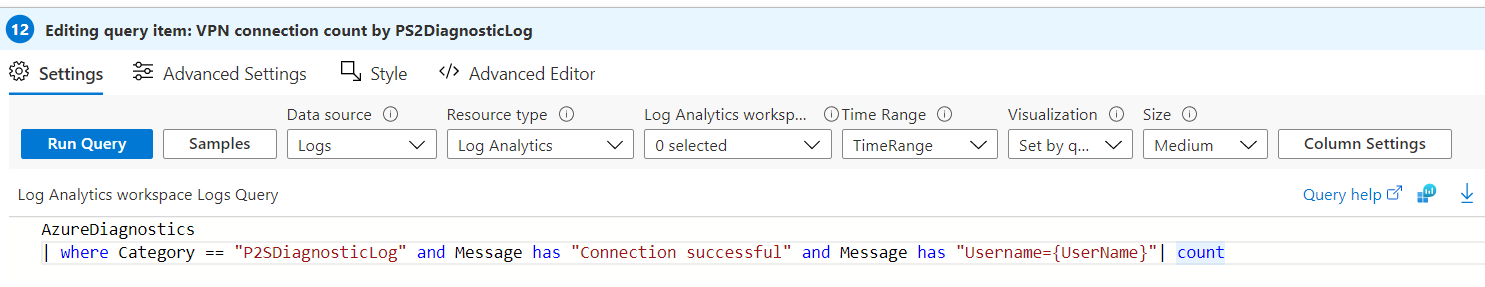 12 Editing query item: VPN connection count by PS2DiagnosticLog
Settings Advanced Settings Style </> Advanced Editor
Data source Resource type Log Analytics worksp... Time Range Visualization Size
Run Query Samples Logs Log Analytics 0 selected TimeRange Set by q... Medium Column Settings
Log Analytics workspace Logs Query Query help
AzureDiagnostics
| where Category == "P2SDiagnosticLog" and Message has "Connection successful" and Message has "Username={UserName}"| count